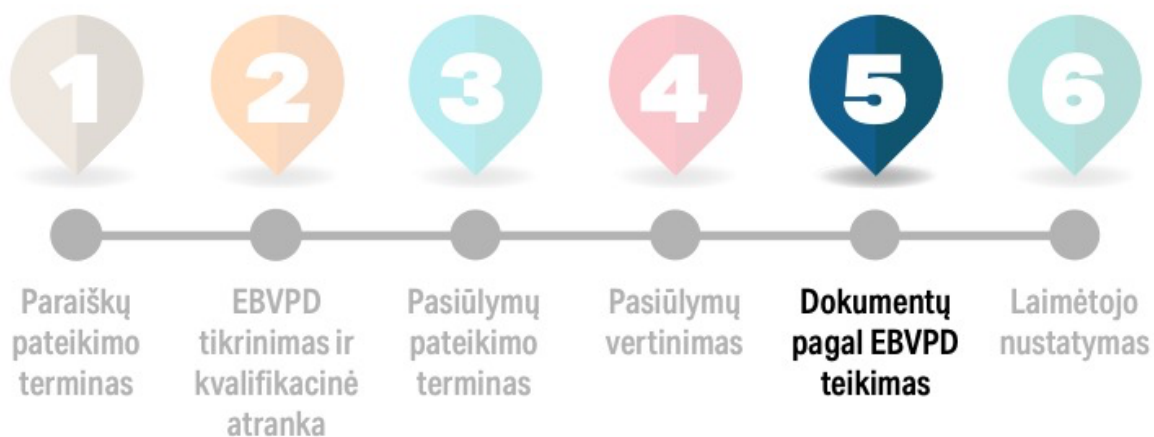 1
2
3
4
5
6
Paraiškų
pateikimo
terminas
EBVPD
tikrinimas ir
kvalifikacinė
atranka
Pasiūlymų
pateikimo
terminas
Pasiūlymų
vertinimas
Dokumentų
pagal EBVPD
teikimas
Laimėtojo
nustatymas